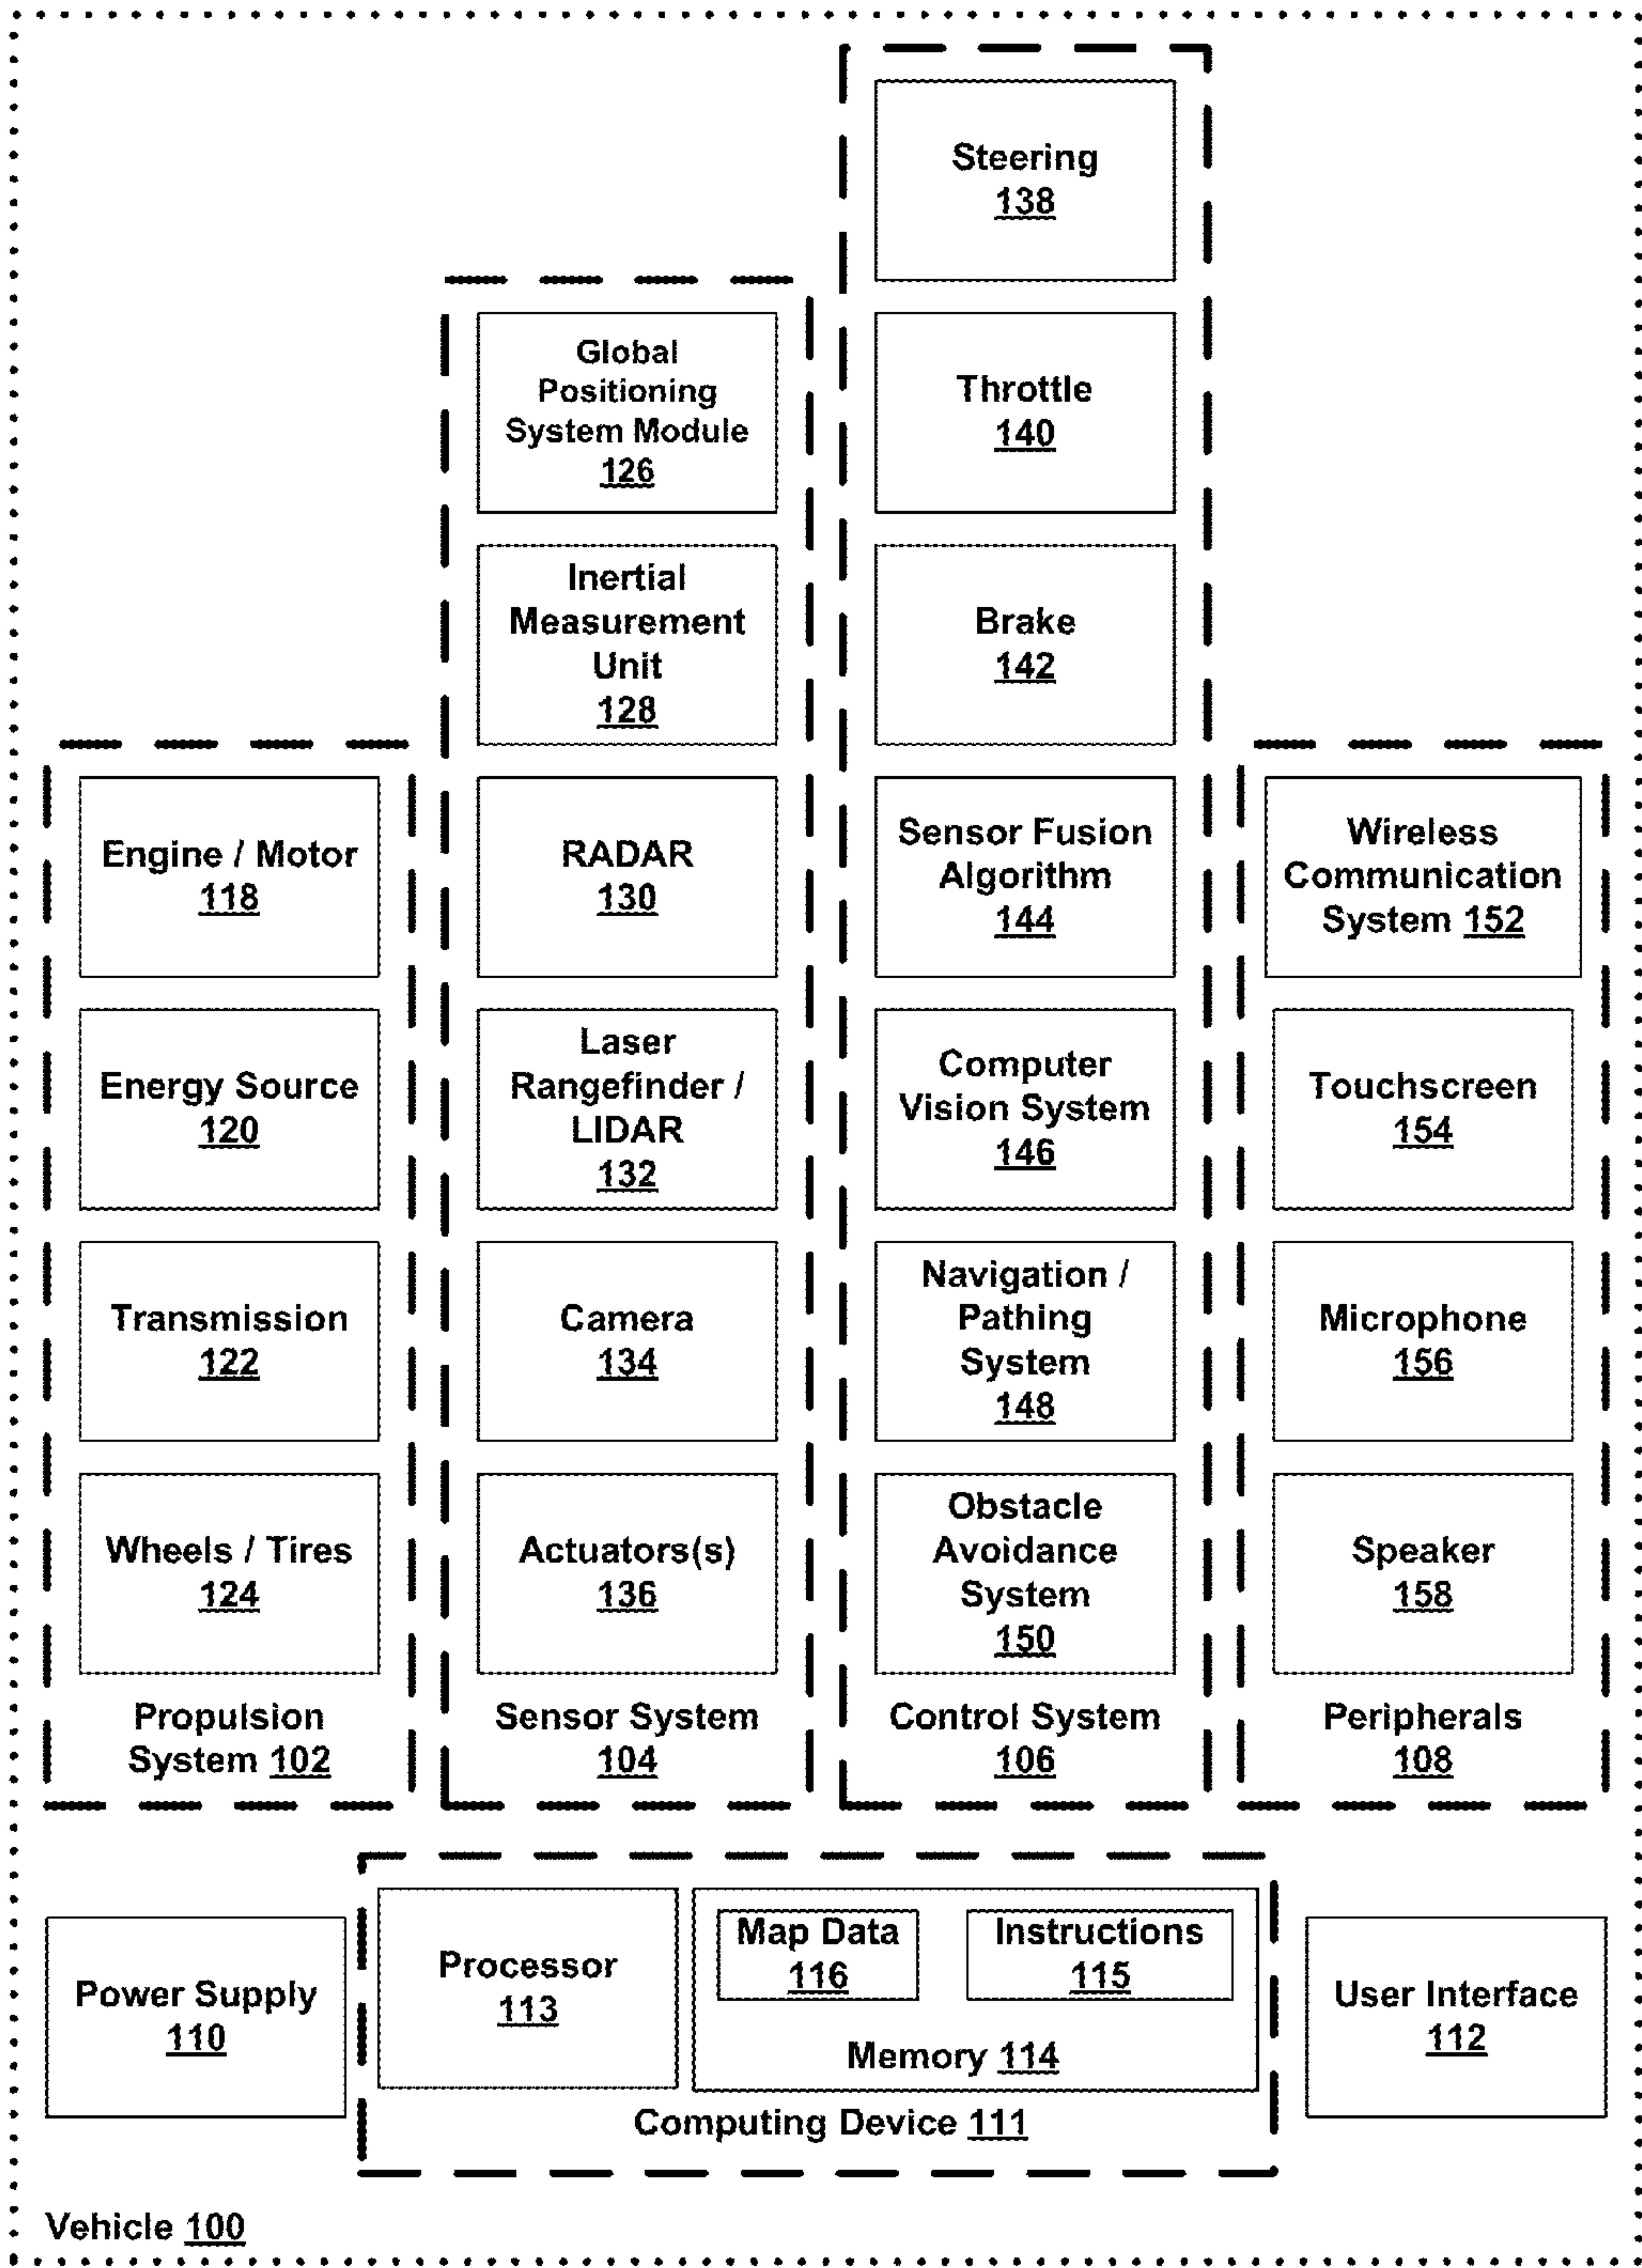 Steering
138
Global
Positioning
System Module
126
Throttle
140
Inertial
Measurement
Unit
128
Brake
142
Engine / Motor
118
RADAR
130
Sensor Fusion
Algorithm
144
Wireless
Communication
System 152
Energy Source
120
Laser
Rangefinder /
LIDAR
132
Computer
Vision System
146
Touchscreen
154
Transmission
122
Camera
134
Navigation /
Pathing
System
148
Microphone
156
Wheels / Tires
124
Actuators(s)
136
Obstacle
Avoidance
System
150
Speaker
158
Propulsion
System 102
Sensor System
104
Control System
106
Peripherals
108
Power Supply
110
Processor
113
Map Data
116
Instructions
115
Memory 114
Computing Device 111
User Interface
112
Vehicle 100